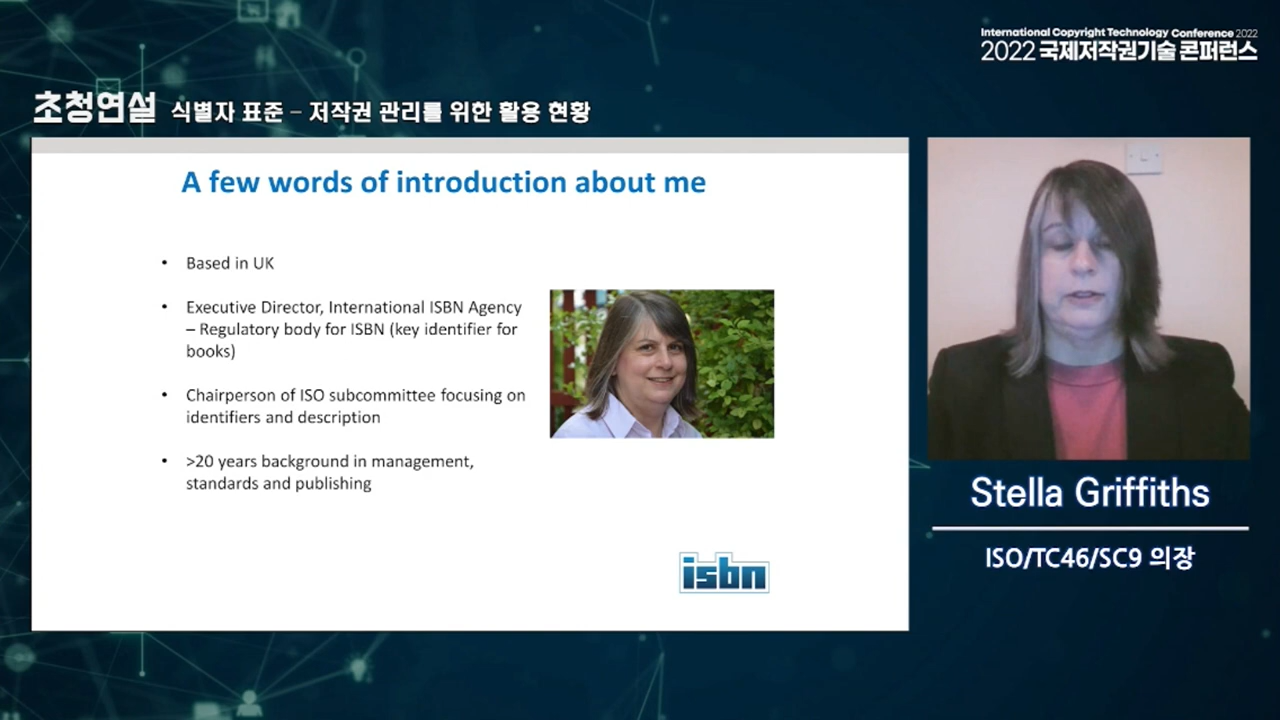 International Copyright Technology Conference 2022
2022 국제저작권기술 콘퍼런스
초청연설 식별자 표준 – 저작권 관리를 위한 활용 현황
A few words of introduction about me
• Based in UK
• Executive Director, International ISBN Agency
– Regulatory body for ISBN (key identifier for
books)
• Chairperson of ISO subcommittee focusing on
identifiers and description
• >20 years background in management,
standards and publishing
isbn
Stella Griffiths
ISO/TC46/SC9 의장